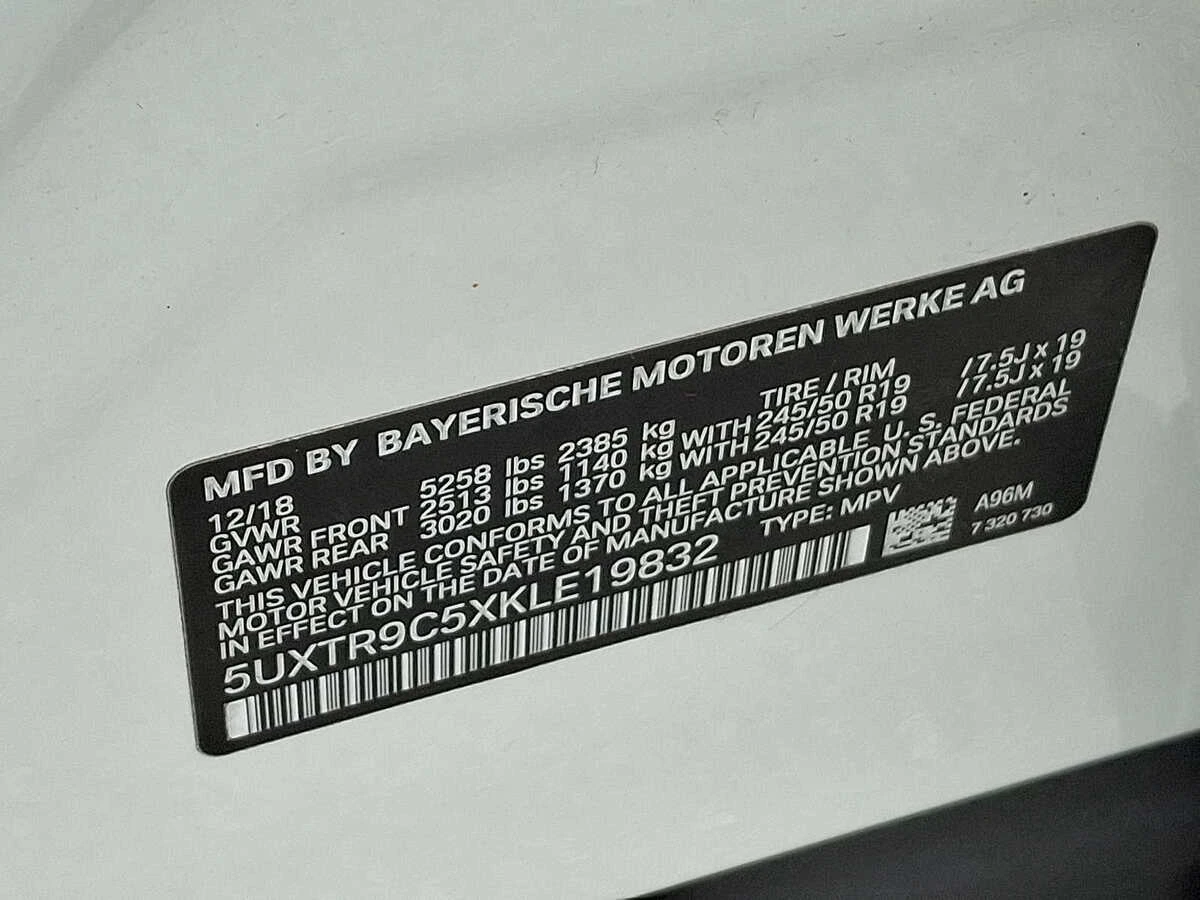 MFD BY BAYERISCHE MOTOREN WERKE AG
12/18 TIRE / RIM
GVWR 5258 lbs 2385 kg
GAWR FRONT 2513 lbs 1140 kg WITH 245/50 R19 / 7.5J x 19
GAWR REAR 3020 lbs 1370 kg WITH 245/50 R19 / 7.5J x 19
THIS VEHICLE CONFORMS TO ALL APPLICABLE U. S. FEDERAL
MOTOR VEHICLE SAFETY AND THEFT PREVENTION STANDARDS
IN EFFECT ON THE DATE OF MANUFACTURE SHOWN ABOVE.
5UXTR9C5XKLE19832 TYPE: MPV
A96M
7 320 730